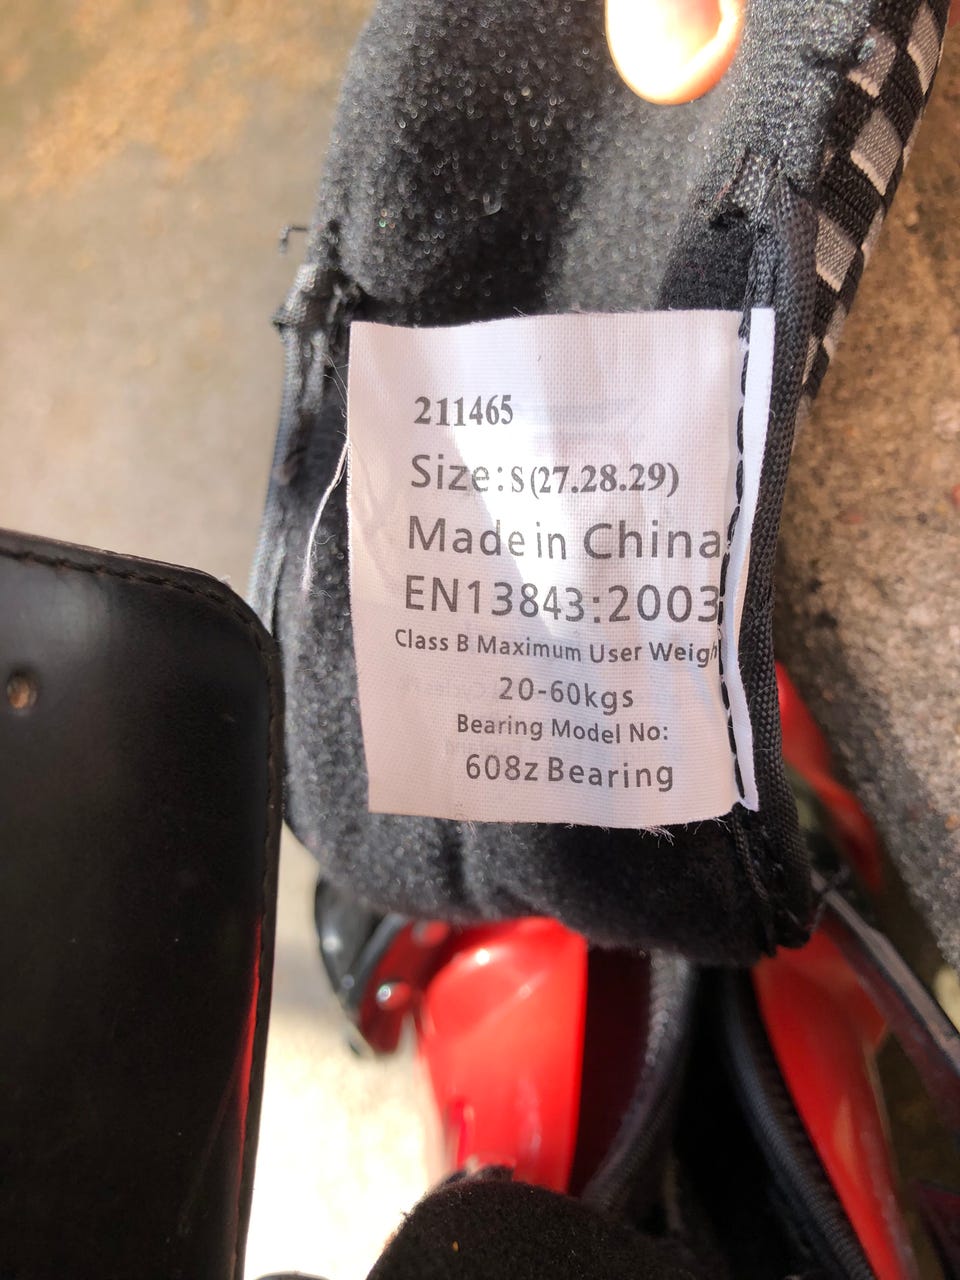 211465
Size:S(27.28.29)
Made in China
EN13843:2003
Class B Maximum User Weigh
20-60kgs
Bearing Model No:
608z Bearing